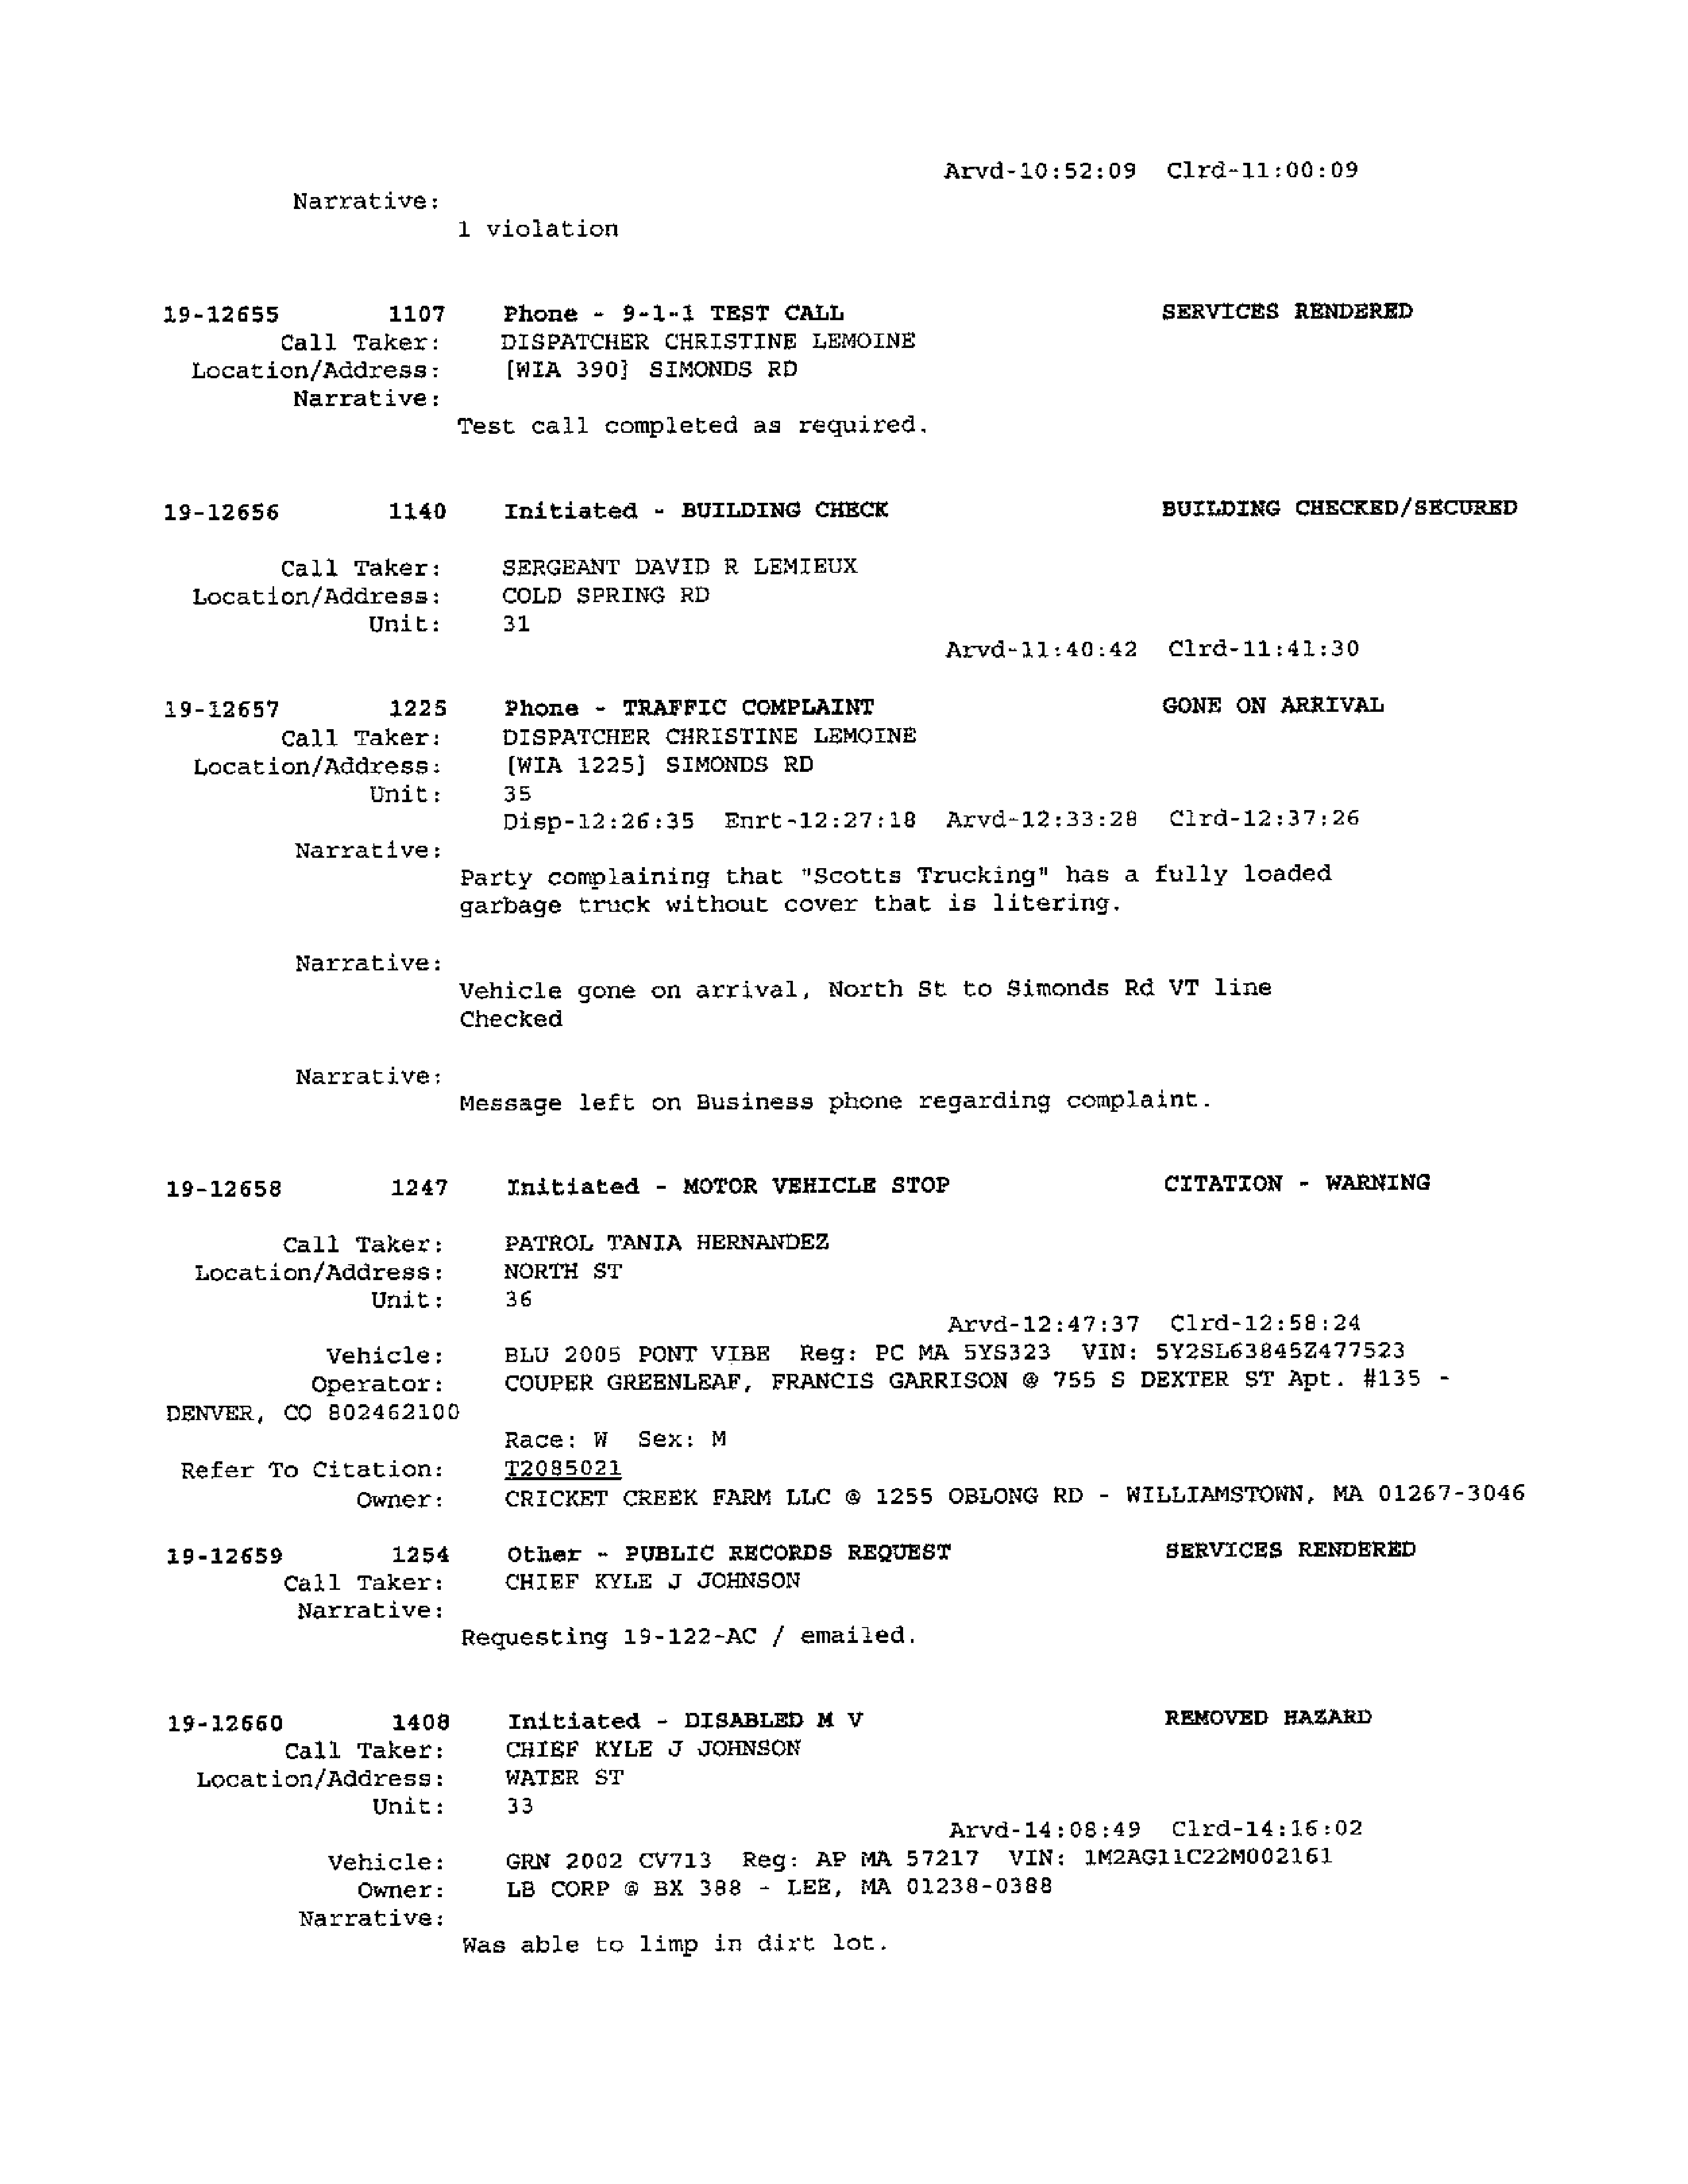 Arvd-10:52:09 Clrd-11:00:09
Narrative:
1 violation
19-12655 1107 Phone - 9-1-1 TEST CALL SERVICES RENDERED
Call Taker: DISPATCHER CHRISTINE LEMOINE
Location/Address: [WIA 390] SIMONDS RD
Narrative:
Test call completed as required.
19-12656 1140 Initiated - BUILDING CHECK BUILDING CHECKED/SECURED
Call Taker: SERGEANT DAVID R LEMIEUX
Location/Address: COLD SPRING RD
Unit: 31
Arvd-11:40:42 Clrd-11:41:30
19-12657 1225 Phone - TRAFFIC COMPLAINT GONE ON ARRIVAL
Call Taker: DISPATCHER CHRISTINE LEMOINE
Location/Address: [WIA 1225] SIMONDS RD
Unit: 35
Disp-12:26:35 Enrt-12:27:18 Arvd-12:33:28 Clrd-12:37:26
Narrative:
Party complaining that "Scotts Trucking" has a fully loaded
garbage truck without cover that is litering.
Narrative:
Vehicle gone on arrival, North St to Simonds Rd VT line
Checked
Narrative:
Message left on Business phone regarding complaint.
19-12658 1247 Initiated - MOTOR VEHICLE STOP CITATION - WARNING
Call Taker: PATROL TANIA HERNANDEZ
Location/Address: NORTH ST
Unit: 36
Arvd-12:47:37 Clrd-12:58:24
Vehicle: BLU 2005 PONT VIBE Reg: PC MA 5YS323 VIN: 5Y2SL63845Z477523
Operator: COUPER GREENLEAF, FRANCIS GARRISON @ 755 S DEXTER ST Apt. #135 -
DENVER, CO 802462100
Race: W Sex: M
Refer To Citation: T2085021
Owner: CRICKET CREEK FARM LLC @ 1255 OBLONG RD - WILLIAMSTOWN, MA 01267-3046
19-12659 1254 Other - PUBLIC RECORDS REQUEST SERVICES RENDERED
Call Taker: CHIEF KYLE J JOHNSON
Narrative:
Requesting 19-122-AC / emailed.
19-12660 1408 Initiated - DISABLED M V REMOVED HAZARD
Call Taker: CHIEF KYLE J JOHNSON
Location/Address: WATER ST
Unit: 33
Arvd-14:08:49 Clrd-14:16:02
Vehicle: GRN 2002 CV713 Reg: AP MA 57217 VIN: 1M2AG11C22M002161
Owner: LB CORP @ BX 388 - LEE, MA 01238-0388
Narrative:
Was able to limp in dirt lot.